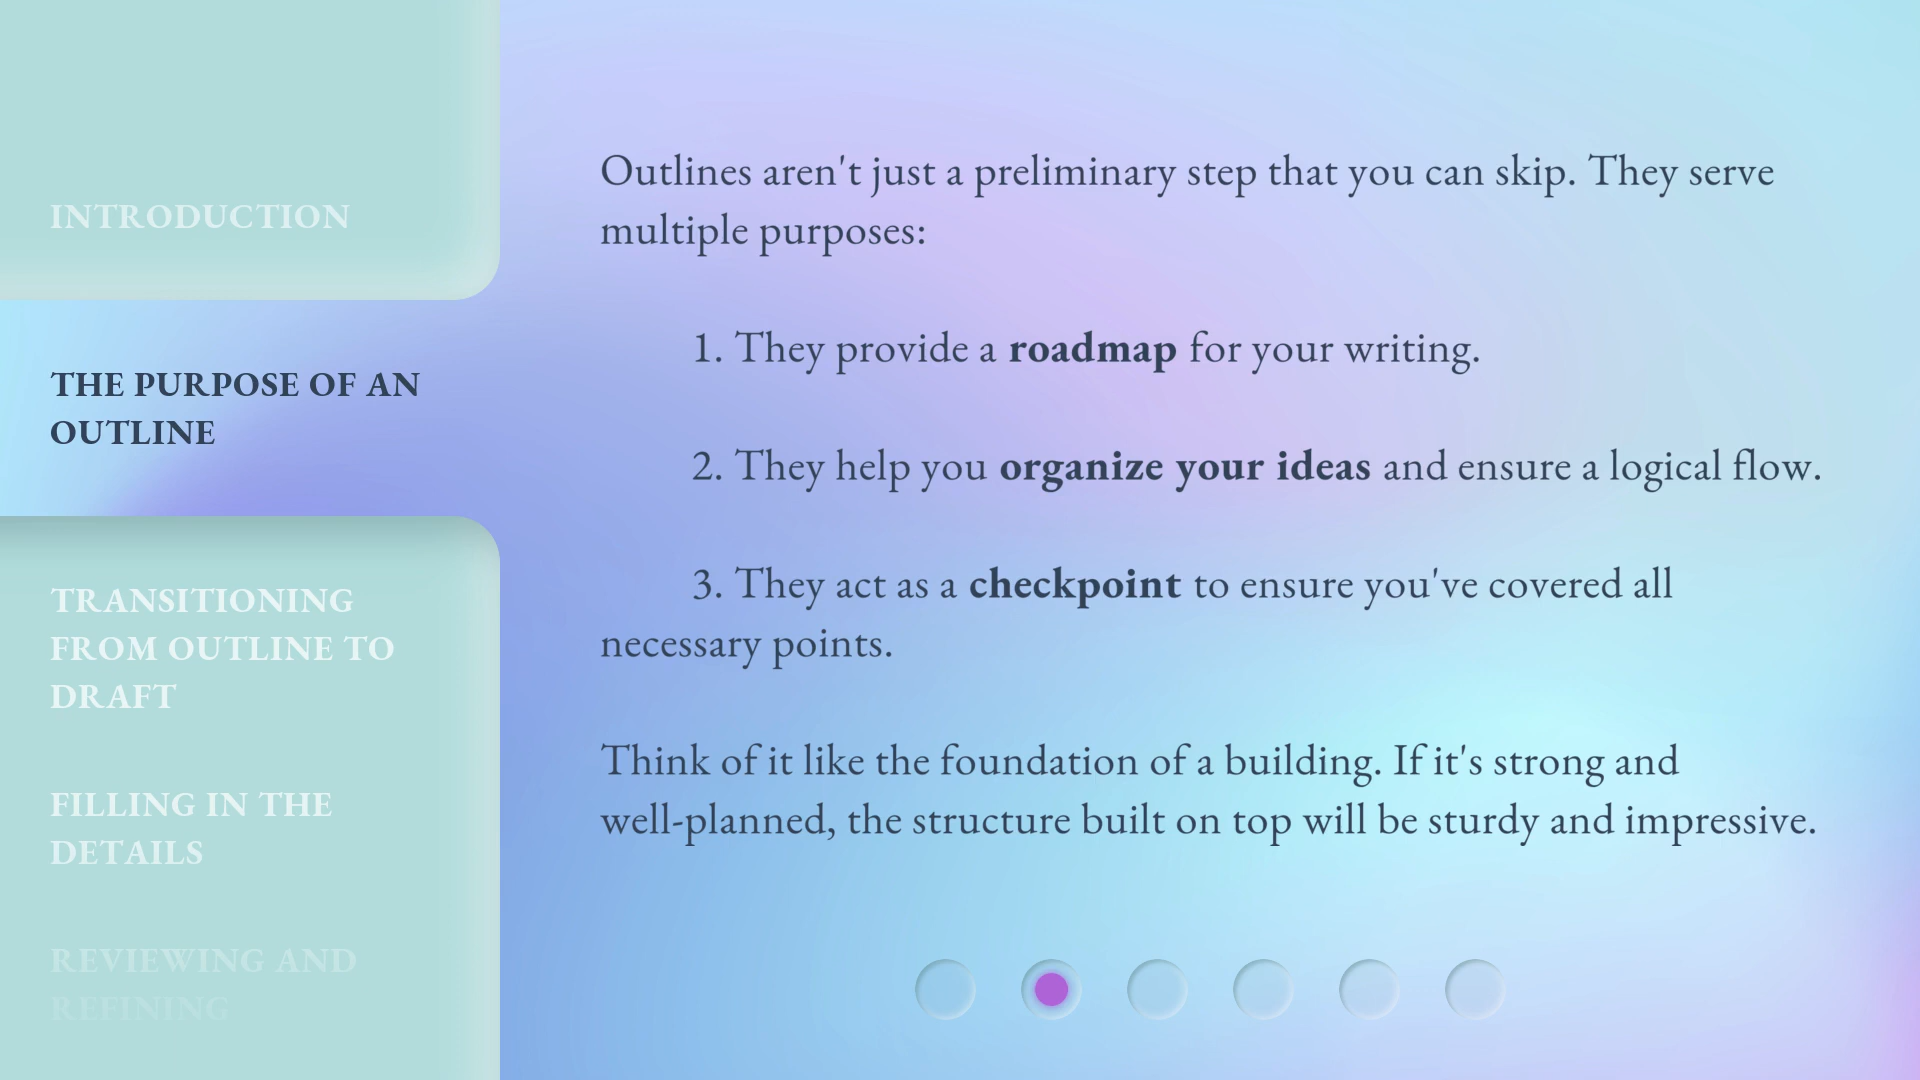 INTRODUCTION
THE PURPOSE OF AN
OUTLINE
TRANSITIONING
FROM OUTLINE TO
DRAFT
FILLING IN THE
DETAILS
REVIEWING AND
REFINING
Outlines aren't just a preliminary step that you can skip. They serve
multiple purposes:
1. They provide a roadmap for your writing.
2. They help you organize your ideas and ensure a logical flow.
3. They act as a checkpoint to ensure you've covered all
necessary points.
Think of it like the foundation of a building. If it's strong and
well-planned, the structure built on top will be sturdy and impressive.